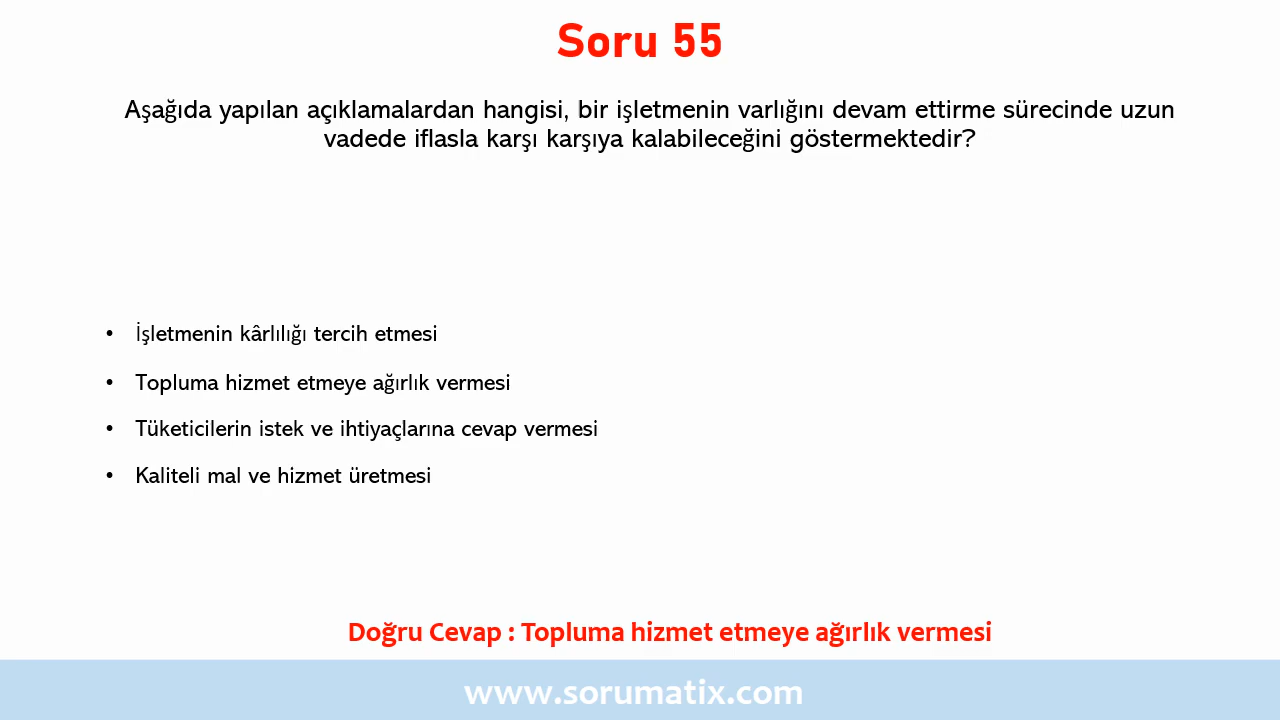 Soru 55
Aşağıda yapılan açıklamalardan hangisi, bir işletmenin varlığını devam ettirme sürecinde uzun
vadede iflasla karşı karşıya kalabileceğini göstermektedir?
• İşletmenin kârlılığı tercih etmesi
• Topluma hizmet etmeye ağırlık vermesi
• Tüketicilerin istek ve ihtiyaçlarına cevap vermesi
• Kaliteli mal ve hizmet üretmesi
Doğru Cevap : Topluma hizmet etmeye ağırlık vermesi
www.sorumatix.com